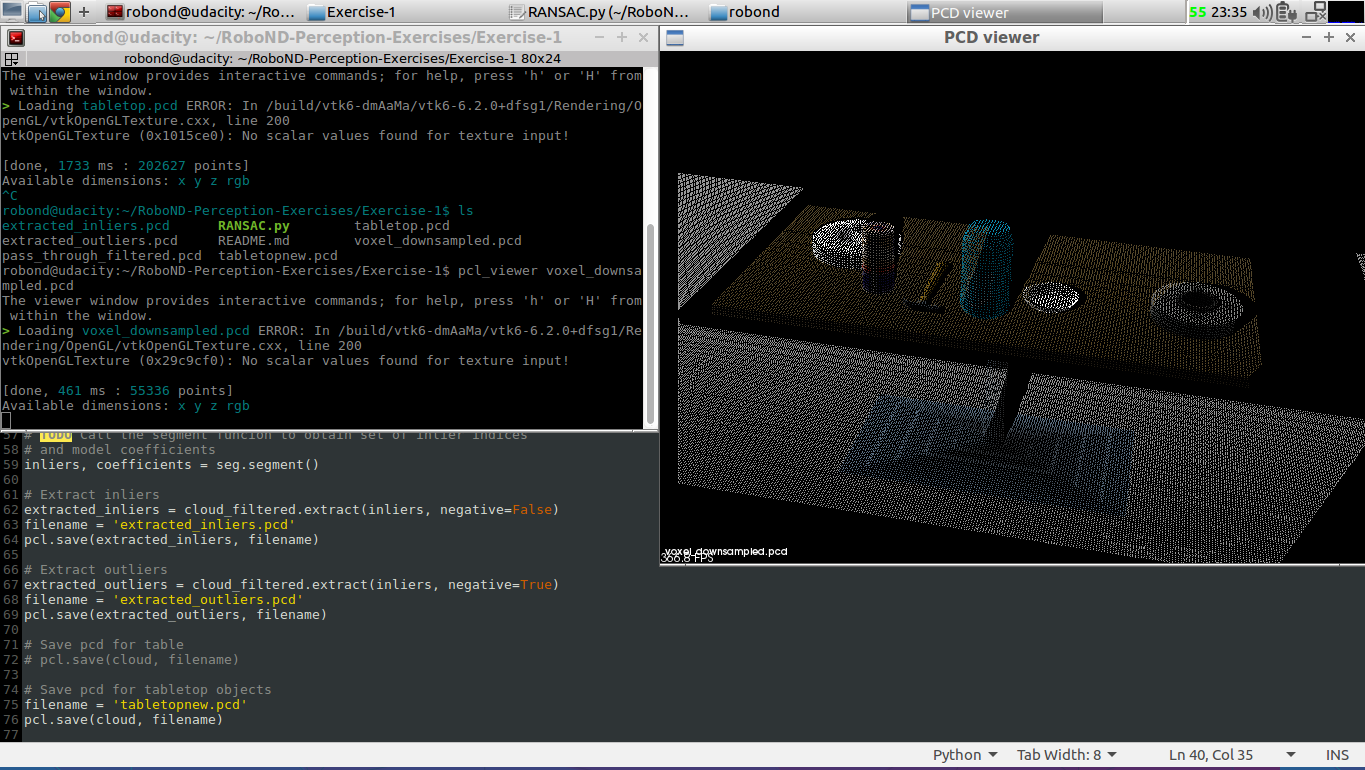 robond@udacity: ~/Ro...
Exercise-1
RANSAC.py (~/RoboN...
robond
PCD viewer
55 23:35
robond@udacity: ~/RoboND-Perception-Exercises/Exercise-1
robond@udacity: ~/RoboND-Perception-Exercises/Exercise-1 80x24
The viewer window provides interactive commands; for help, press 'h' or 'H' from
within the window.
> Loading tabletop.pcd ERROR: In /build/vtk6-dmAaMa/vtk6-6.2.0+dfsg1/Rendering/O
penGL/vtkOpenGLTexture.cxx, line 200
vtkOpenGLTexture (0x1015ce0): No scalar values found for texture input!
[done, 1733 ms : 202627 points]
Available dimensions: x y z rgb
^C
robond@udacity:~/RoboND-Perception-Exercises/Exercise-1$ ls
extracted_inliers.pcd RANSAC.py tabletop.pcd
extracted_outliers.pcd README.md voxel_downsampled.pcd
pass_through_filtered.pcd tabletopnew.pcd
robond@udacity:~/RoboND-Perception-Exercises/Exercise-1$ pcl_viewer voxel_downsa
mpled.pcd
The viewer window provides interactive commands; for help, press 'h' or 'H' from
within the window.
> Loading voxel_downsampled.pcd ERROR: In /build/vtk6-dmAaMa/vtk6-6.2.0+dfsg1/Re
ndering/OpenGL/vtkOpenGLTexture.cxx, line 200
vtkOpenGLTexture (0x29c9cf0): No scalar values found for texture input!
[done, 461 ms : 55336 points]
Available dimensions: x y z rgb
57 # TODO Call the segment funcion to obtain set of inlier indices
58 # and model coefficients
59 inliers, coefficients = seg.segment()
60
61 # Extract inliers
62 extracted_inliers = cloud_filtered.extract(inliers, negative=False)
63 filename = 'extracted_inliers.pcd'
64 pcl.save(extracted_inliers, filename)
65
66 # Extract outliers
67 extracted_outliers = cloud_filtered.extract(inliers, negative=True)
68 filename = 'extracted_outliers.pcd'
69 pcl.save(extracted_outliers, filename)
70
71 # Save pcd for table
72 # pcl.save(cloud, filename)
73
74 # Save pcd for tabletop objects
75 filename = 'tabletopnew.pcd'
76 pcl.save(cloud, filename)
77
PCD viewer
voxel_downsampled.pcd
366.8 FPS
Python Tab Width: 8 Ln 40, Col 35 INS